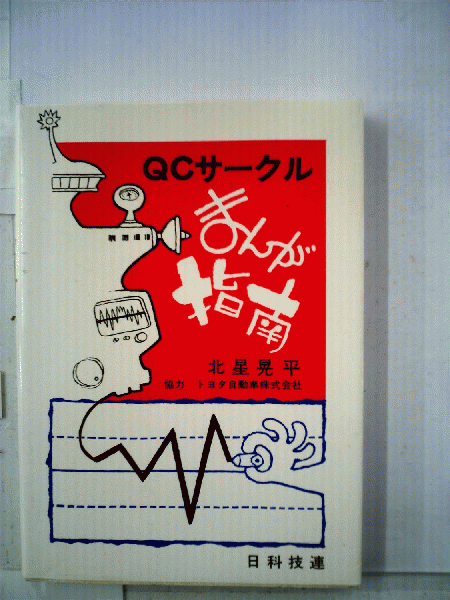 QCサークル
まんが
指南
北星晃平
協力 トヨタ自動車株式会社
日科技連